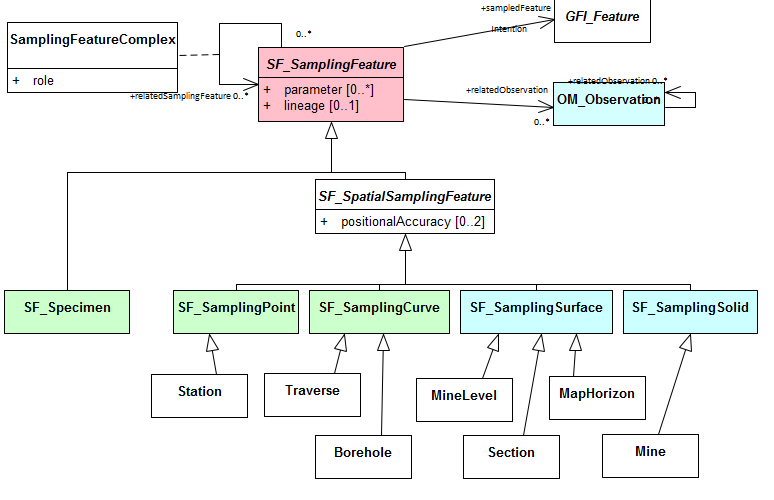 +sampledFeature
GFI_Feature
Intention
SamplingFeatureComplex
+ role
0..*
SF_SamplingFeature
+ parameter [0..*]
+ lineage [0..1]
+relatedSamplingFeature 0..*
+relatedObservation
0..*
+relatedObservation 0..*
OM_Observation
SF_SpatialSamplingFeature
+ positionalAccuracy [0..2]
SF_Specimen
SF_SamplingPoint
SF_SamplingCurve
SF_SamplingSurface
SF_SamplingSolid
Station
Traverse
MineLevel
MapHorizon
Borehole
Section
Mine